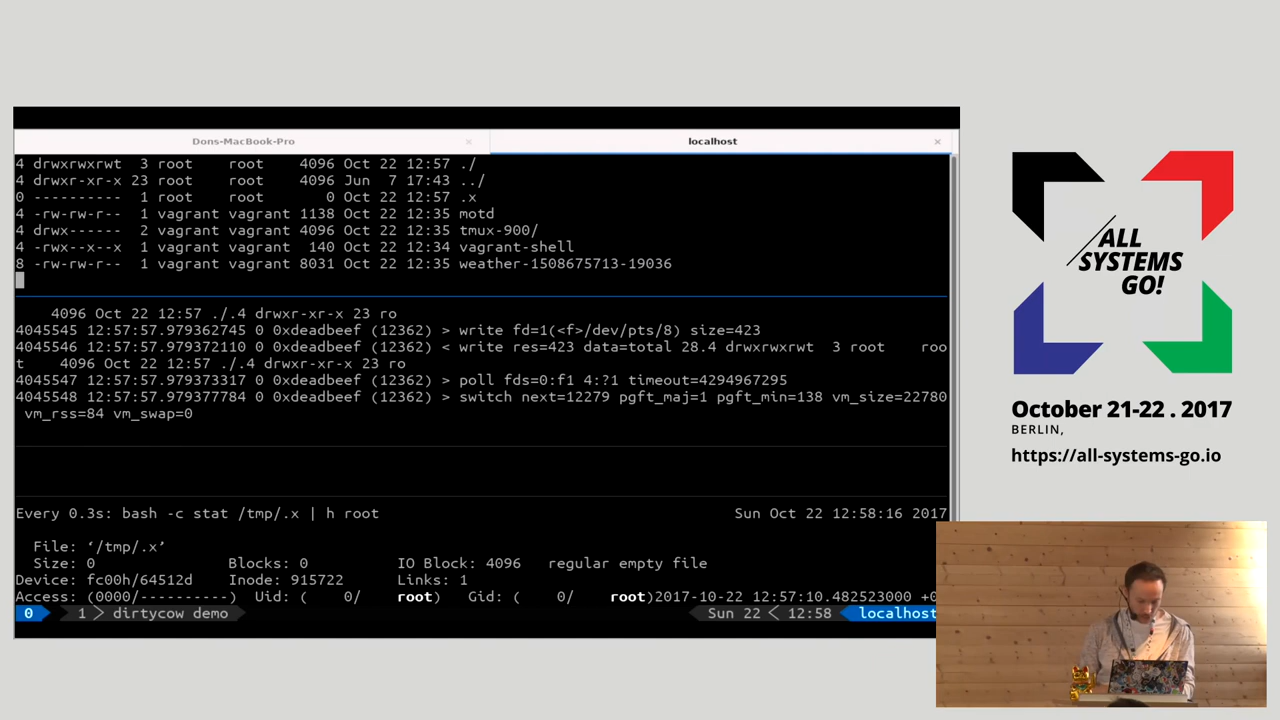 Dons-MacBook-Pro × localhost ×
4 drwxrwxrwt 3 root root 4096 Oct 22 12:57 ./
4 drwxr-xr-x 23 root root 4096 Jun 7 17:43 ../
0 ---------- 1 root root 0 Oct 22 12:57 .x
4 -rw-rw-r-- 1 vagrant vagrant 1138 Oct 22 12:35 motd
4 drwx------ 2 vagrant vagrant 4096 Oct 22 12:35 tmux-900/
4 -rwx--x--x 1 vagrant vagrant 140 Oct 22 12:34 vagrant-shell
8 -rw-rw-r-- 1 vagrant vagrant 8031 Oct 22 12:35 weather-1508675713-19036
4096 Oct 22 12:57 ./.4 drwxr-xr-x 23 ro
4045545 12:57:57.979362745 0 0xdeadbeef (12362) > write fd=1(<f>/dev/pts/8) size=423
4045546 12:57:57.979372110 0 0xdeadbeef (12362) < write res=423 data=total 28.4 drwxrwxrwt 3 root roo
t 4096 Oct 22 12:57 ./.4 drwxr-xr-x 23 ro
4045547 12:57:57.979373317 0 0xdeadbeef (12362) > poll fds=0:f1 4:?1 timeout=4294967295
4045548 12:57:57.979377784 0 0xdeadbeef (12362) > switch next=12279 pgft_maj=1 pgft_min=138 vm_size=22780
vm_rss=84 vm_swap=0
Every 0.3s: bash -c stat /tmp/.x | h root Sun Oct 22 12:58:16 2017
File: ‘/tmp/.x’
Size: 0 Blocks: 0 IO Block: 4096 regular empty file
Device: fc00h/64512d Inode: 915722 Links: 1
Access: (0000/----------) Uid: ( 0/ root) Gid: ( 0/ root)2017-10-22 12:57:10.482523000 +0
0 1 > dirtycow demo Sun 22 < 12:58 localhost
ALL
SYSTEMS
GO!
October 21-22 . 2017
BERLIN,
https://all-systems-go.io